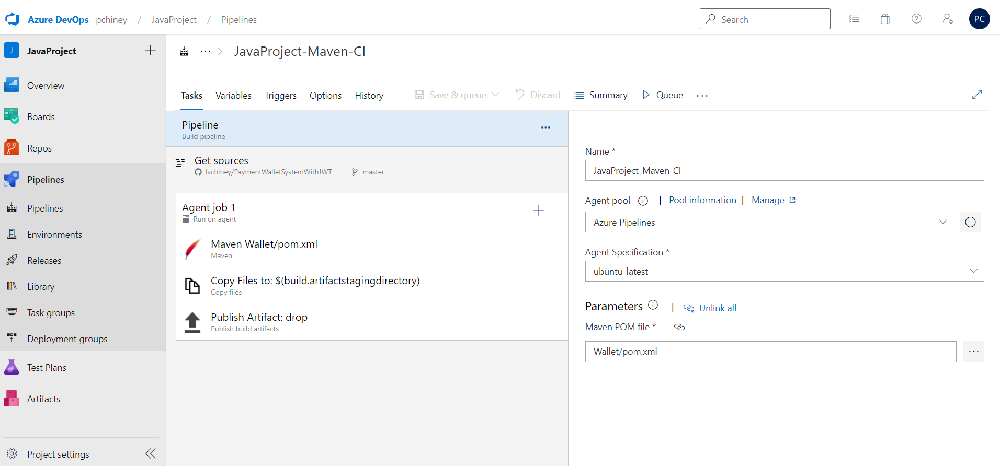 Azure DevOps pchiney / JavaProject / Pipelines
Search
PC
J JavaProject
Overview
Boards
Repos
Pipelines
Pipelines
Environments
Releases
Library
Task groups
Deployment groups
Test Plans
Artifacts
Project settings
··· > JavaProject-Maven-CI
Tasks Variables Triggers Options History Save & queue Discard Summary Queue ...
Pipeline
Build pipeline
...
Get sources
lvchiney/PaymentWalletSystemWithJWT master
Agent job 1
Run on agent
Maven Wallet/pom.xml
Maven
Copy Files to: $(build.artifactstagingdirectory)
Copy files
Publish Artifact: drop
Publish build artifacts
Name *
JavaProject-Maven-CI
Agent pool | Pool information | Manage
Azure Pipelines
Agent Specification *
ubuntu-latest
Parameters | Unlink all
Maven POM file *
Wallet/pom.xml
...